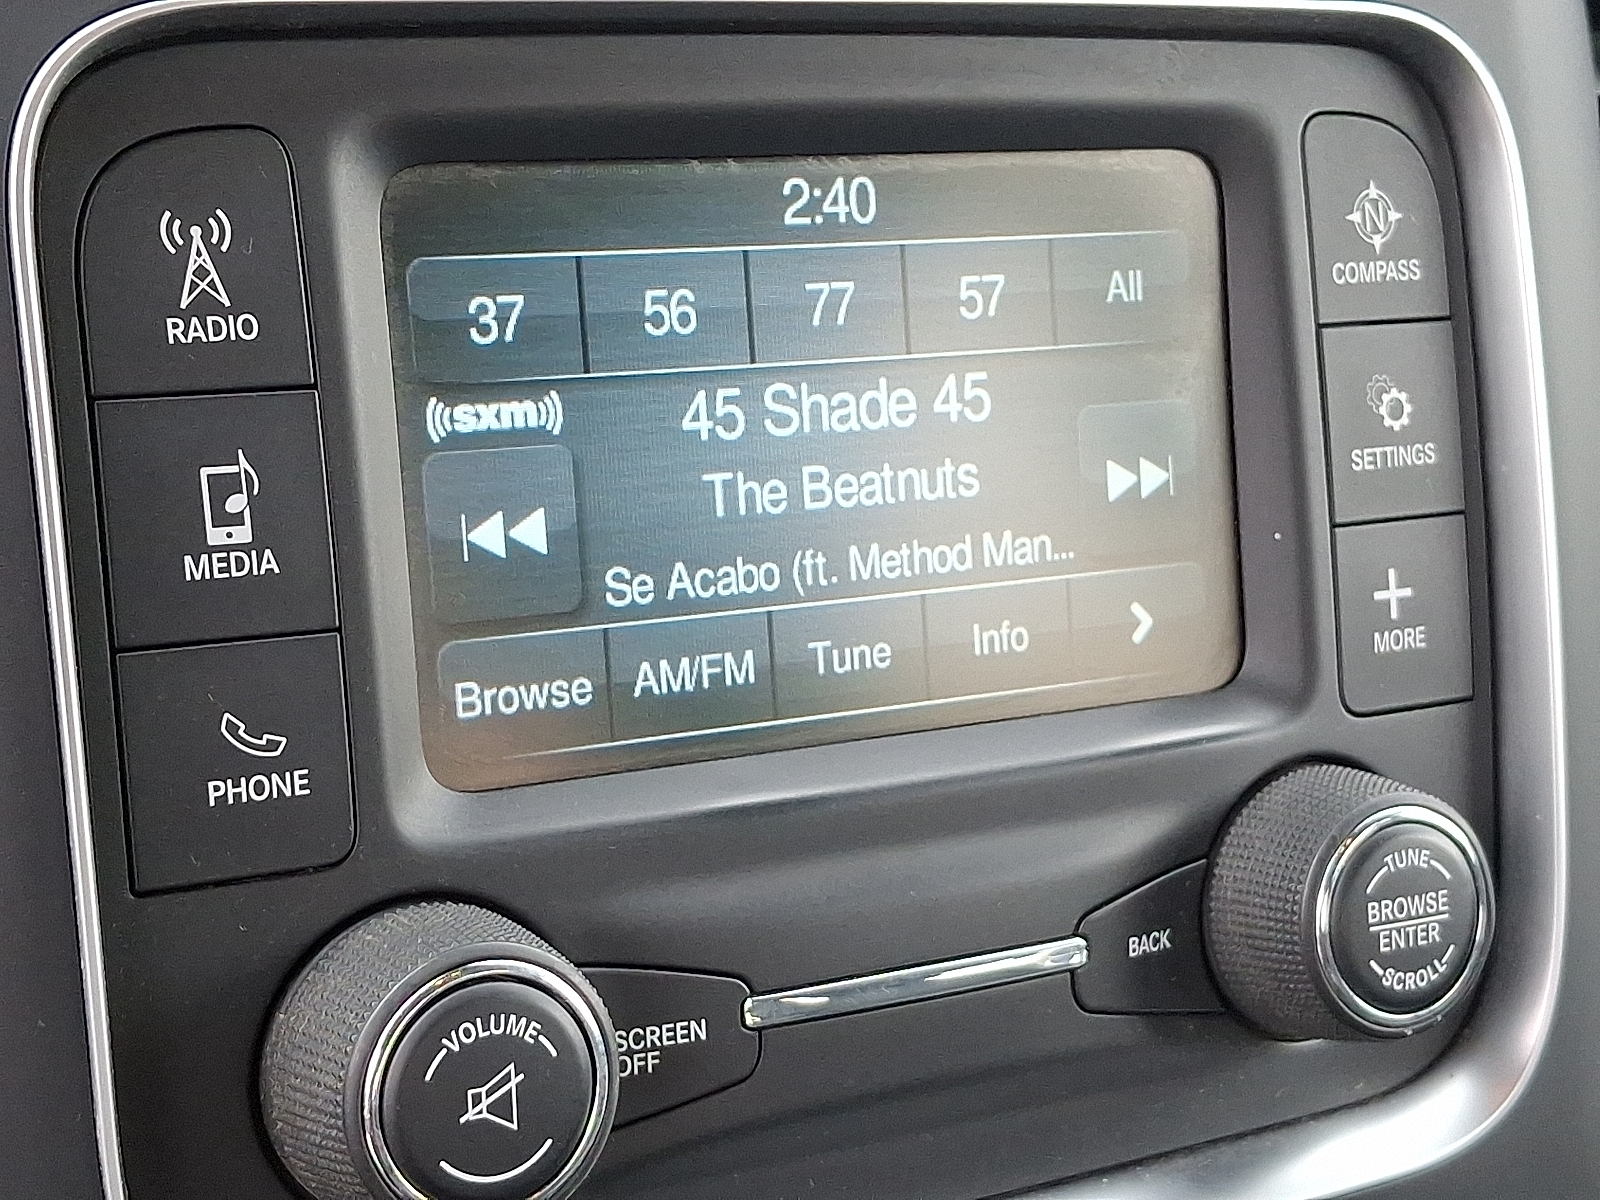 2:40
37 56 77 57 All
((sxm))
45 Shade 45
The Beatnuts
Se Acabo (ft. Method Man...
Browse AM/FM Tune Info
RADIO
MEDIA
PHONE
N
COMPASS
SETTINGS
MORE
VOLUME
SCREEN
OFF
BACK
TUNE
BROWSE
ENTER
SCROLL